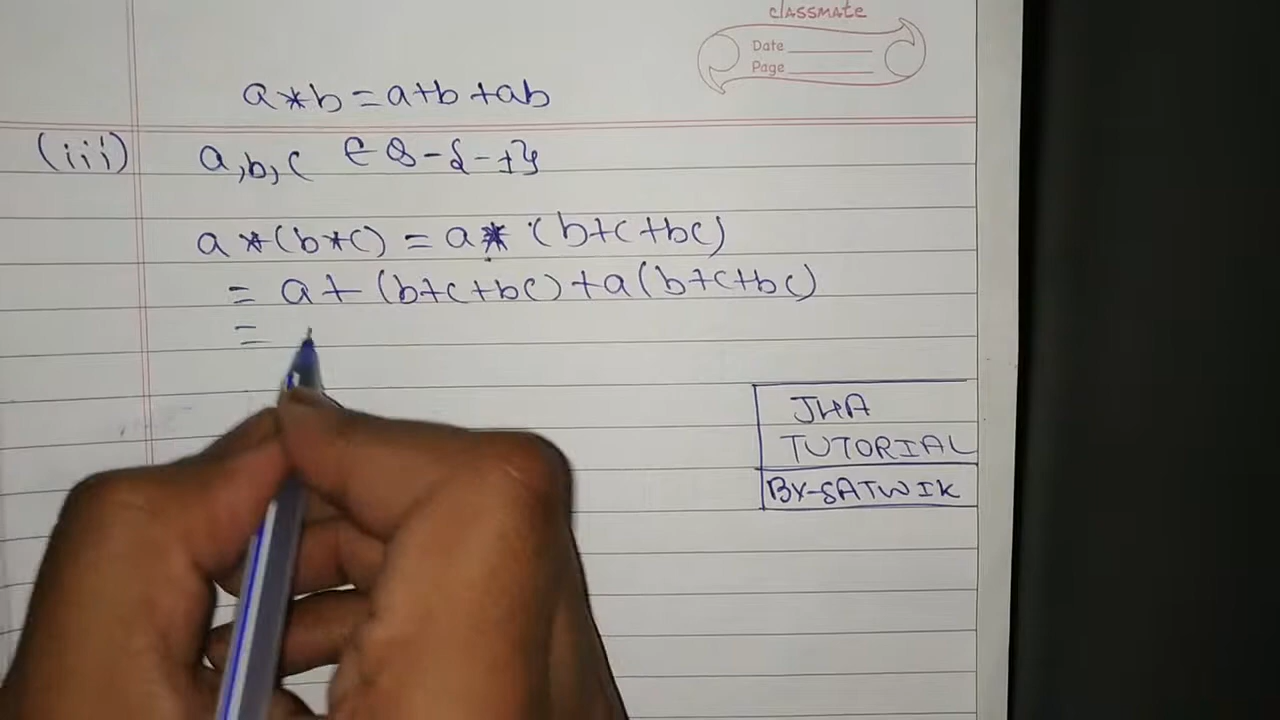 classmate
Date
Page
a*b = a+b+ab
(iii) a,b,c ∈ Q-{-1}
a*(b*c) = a*(b+c+bc)
= a+(b+c+bc)+a(b+c+bc)
=
JHA
TUTORIAL
BY-SATWIK